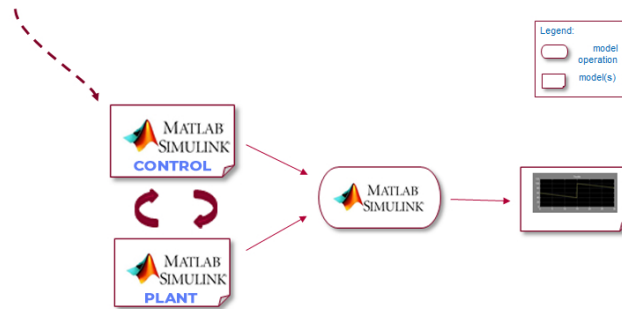 Legend:
model
operation
model(s)
MATLAB
SIMULINK
CONTROL
MATLAB
SIMULINK
MATLAB
SIMULINK
PLANT